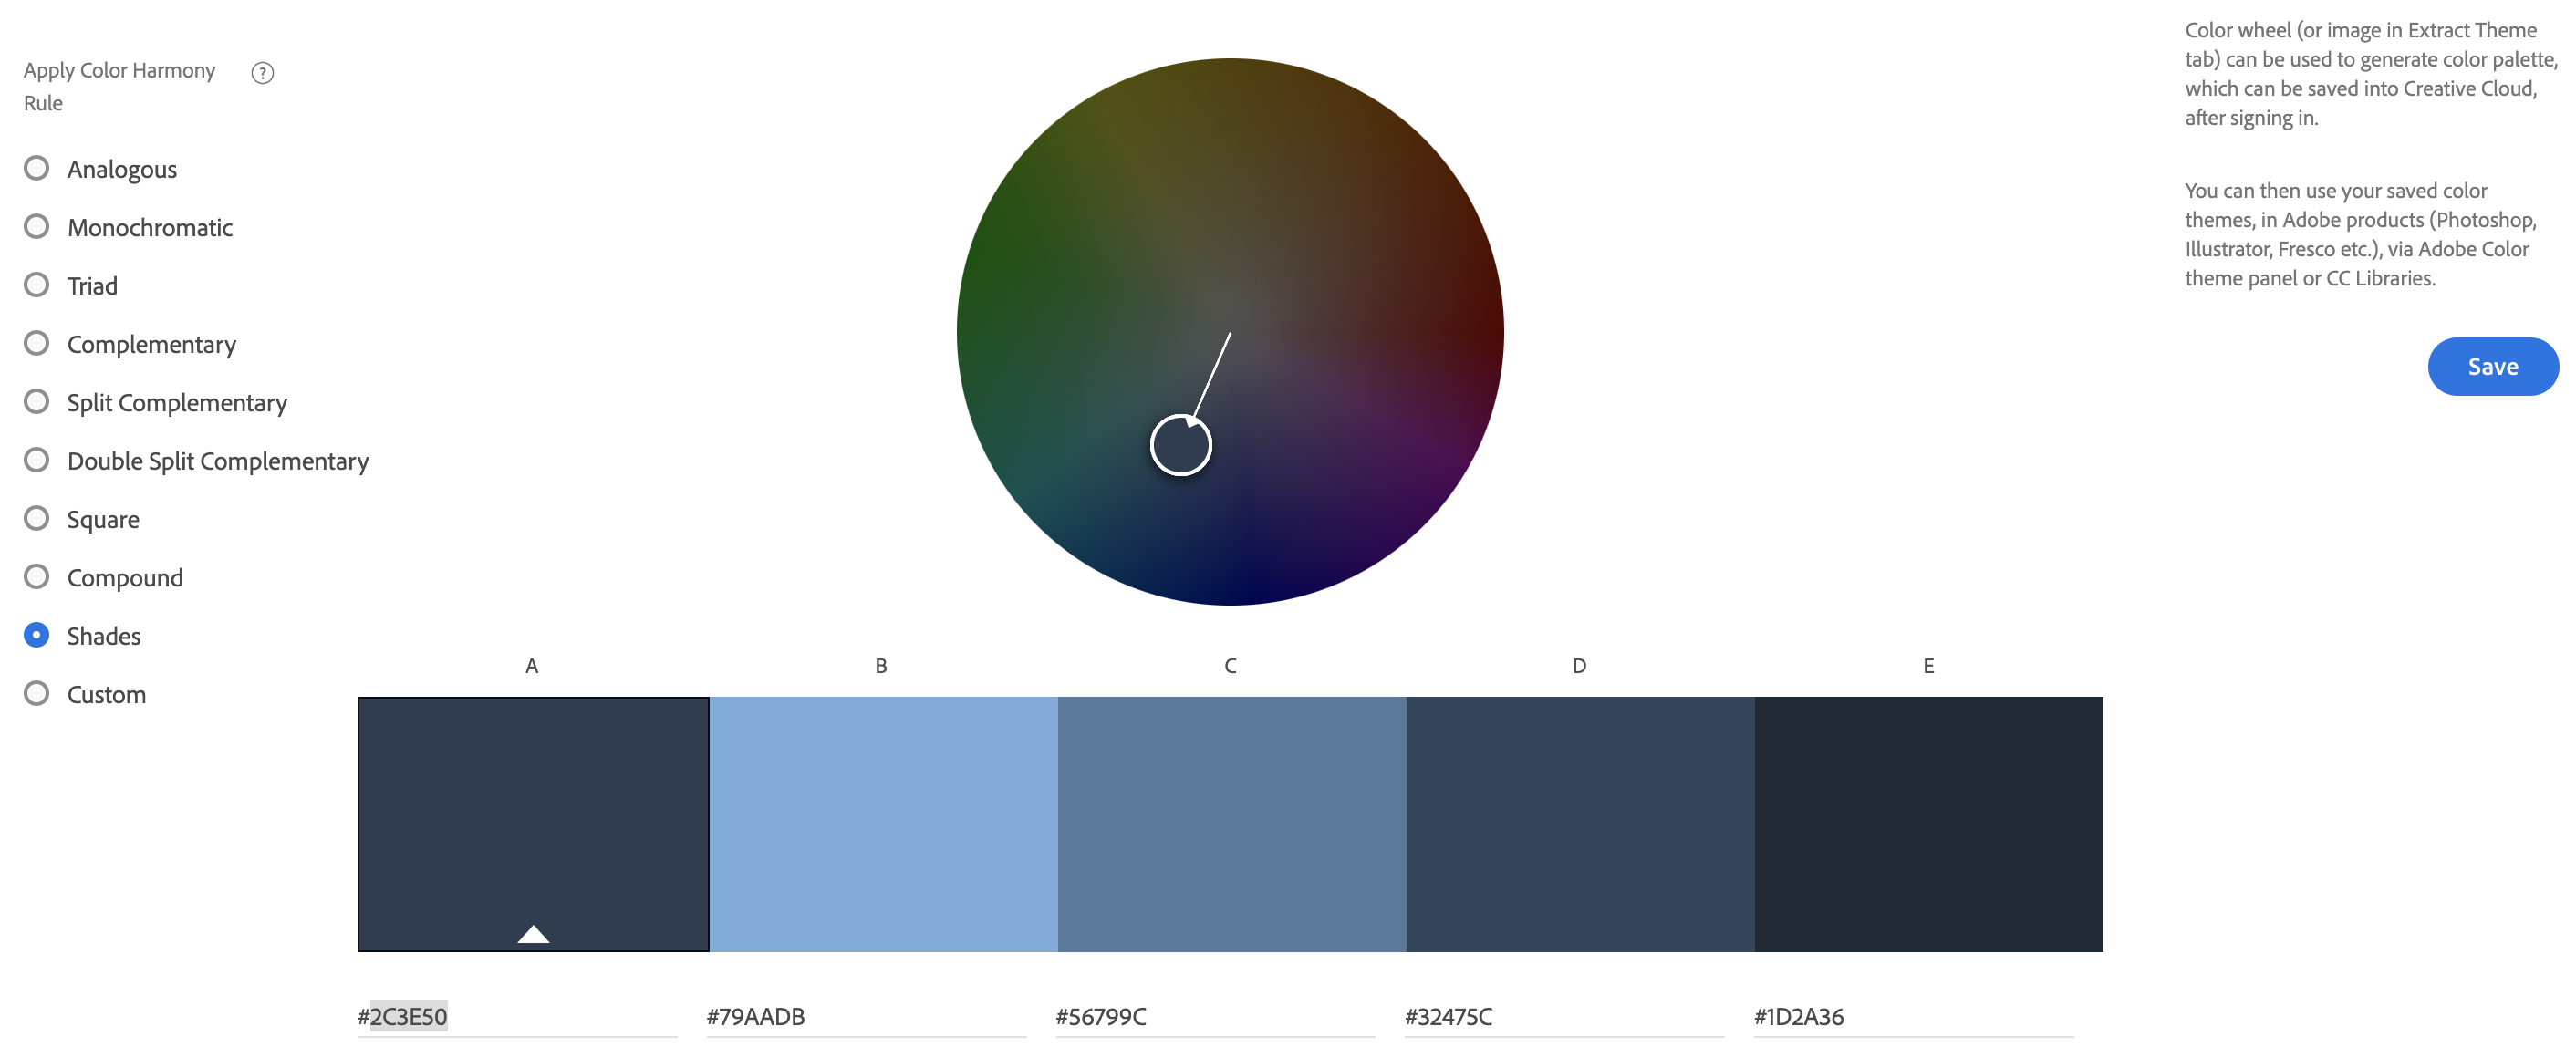 Apply Color Harmony
Rule
?
Analogous
Monochromatic
Triad
Complementary
Split Complementary
Double Split Complementary
Square
Compound
Shades
Custom
Color wheel (or image in Extract Theme
tab) can be used to generate color palette,
which can be saved into Creative Cloud,
after signing in.
You can then use your saved color
themes, in Adobe products (Photoshop,
Illustrator, Fresco etc.), via Adobe Color
theme panel or CC Libraries.
Save
A B C D E
#2C3E50 #79AADB #56799C #32475C #1D2A36